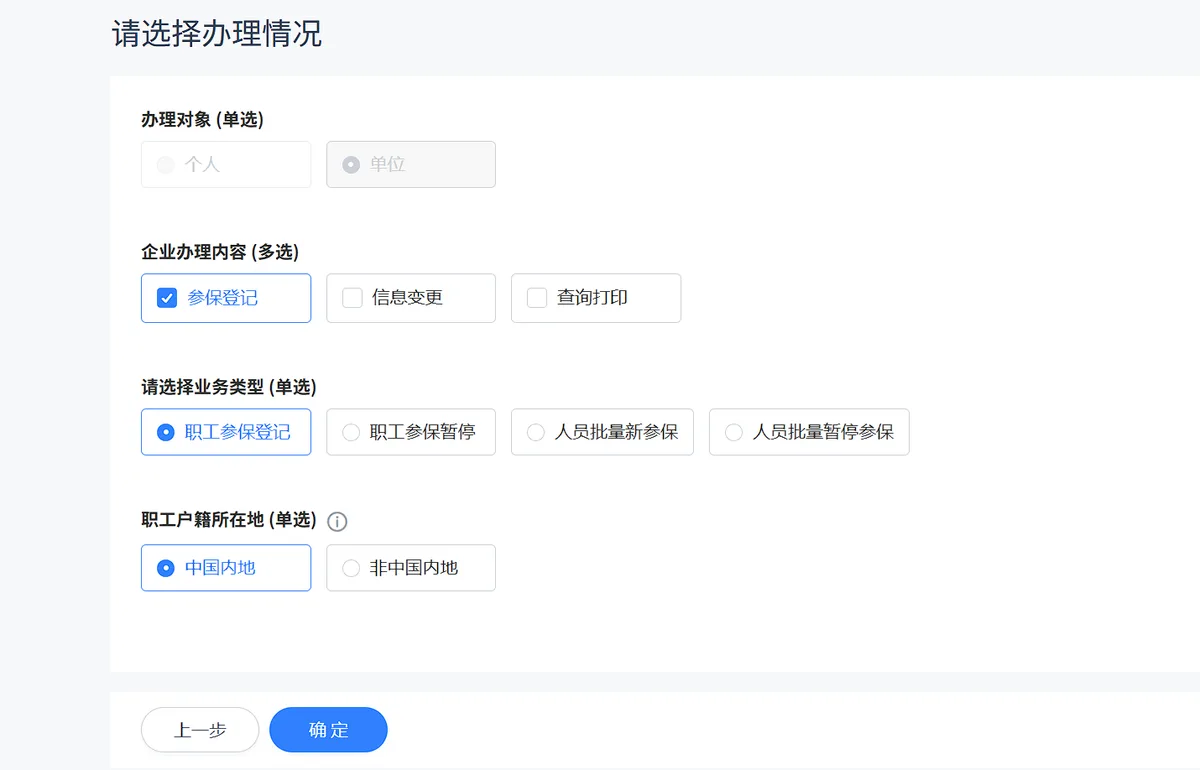 请选择办理情况
办理对象 (单选)
个人 单位
企业办理内容 (多选)
参保登记 信息变更 查询打印
请选择业务类型 (单选)
职工参保登记 职工参保暂停 人员批量新参保 人员批量暂停参保
职工户籍所在地 (单选)
中国内地 非中国内地
上一步 确定